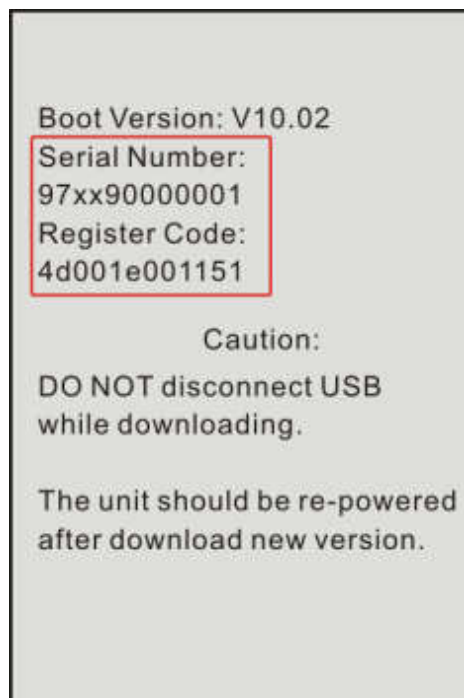 Boot Version: V10.02
Serial Number:
97xx90000001
Register Code:
4d001e001151
Caution:
DO NOT disconnect USB
while downloading.
The unit should be re-powered
after download new version.